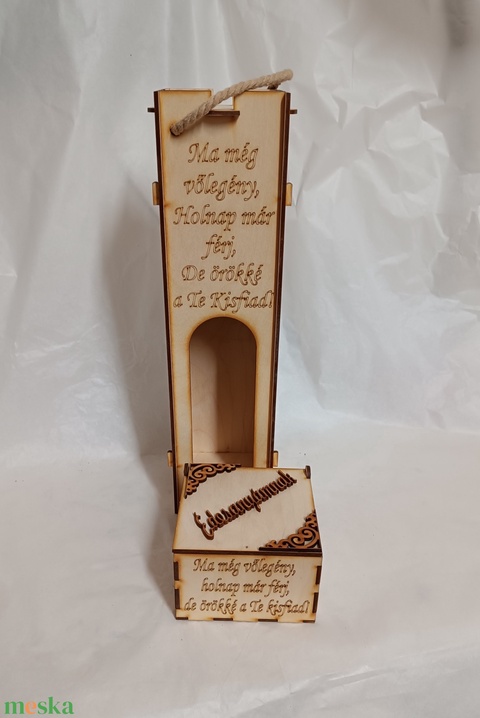 Ma még
vőlegény,
Holnap már
férj,
De örökké
a Te Kisfiad!
Édesanyámnak
Ma még vőlegény,
holnap már férj,
de örökké a Te kisfiad!
meska